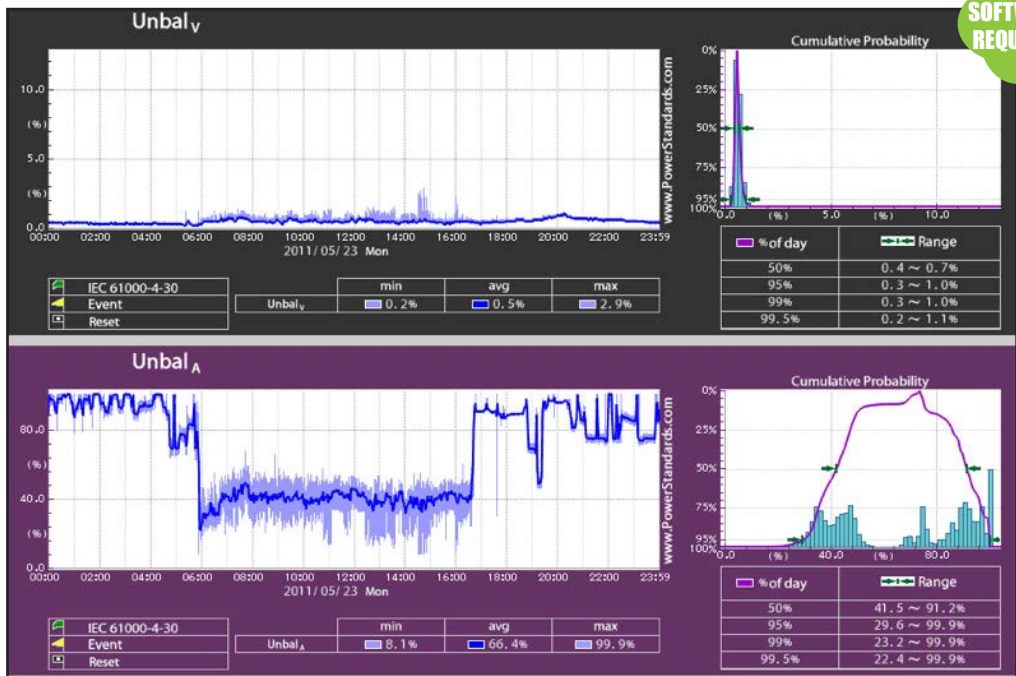 SOFTW
REQU
Unbal V
Cumulative Probability
10.0
(%)
5.0
(%)
0.0
00:00 02:00 04:00 06:00 08:00 10:00 12:00 14:00 16:00 18:00 20:00 22:00 23:59
2011/05/23 Mon
www.PowerStandards.com
0%
25%
50%
75%
95%
100%
0.0 (%) 5.0 (%) 10.0
% of day Range
50% 0.4 ~ 0.7%
95% 0.3 ~ 1.0%
99% 0.3 ~ 1.0%
99.5% 0.2 ~ 1.1%
IEC 61000-4-30
Event
Reset
min avg max
Unbal V 0.2% 0.5% 2.9%
Unbal A
Cumulative Probability
80.0
(%)
40.0
(%)
0.0
00:00 02:00 04:00 06:00 08:00 10:00 12:00 14:00 16:00 18:00 20:00 22:00 23:59
2011/05/23 Mon
www.PowerStandards.com
0%
25%
50%
75%
95%
100%
0.0 (%) 40.0 (%) 80.0
% of day Range
50% 41.5 ~ 91.2%
95% 29.6 ~ 99.9%
99% 23.2 ~ 99.9%
99.5% 22.4 ~ 99.9%
IEC 61000-4-30
Event
Reset
min avg max
Unbal A 8.1% 66.4% 99.9%